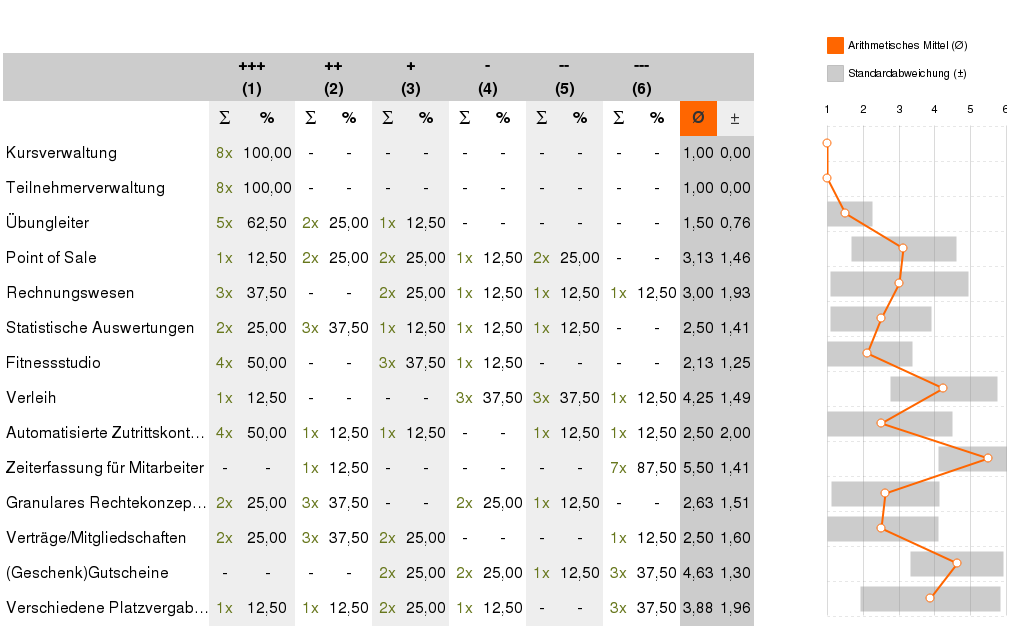 Arithmetisches Mittel (Ø)
Standardabweichung (±)
+++ ++ + - -- ---
(1) (2) (3) (4) (5) (6)
1 2 3 4 5 6
Σ % Σ % Σ % Σ % Σ % Σ % Ø ±
Kursverwaltung 8x 100,00 - - - - - - - - - - 1,00 0,00
Teilnehmerverwaltung 8x 100,00 - - - - - - - - - - 1,00 0,00
Übungleiter 5x 62,50 2x 25,00 1x 12,50 - - - - - - 1,50 0,76
Point of Sale 1x 12,50 2x 25,00 2x 25,00 1x 12,50 2x 25,00 - - 3,13 1,46
Rechnungswesen 3x 37,50 - - 2x 25,00 1x 12,50 1x 12,50 1x 12,50 3,00 1,93
Statistische Auswertungen 2x 25,00 3x 37,50 1x 12,50 1x 12,50 1x 12,50 - - 2,50 1,41
Fitnessstudio 4x 50,00 - - 3x 37,50 1x 12,50 - - - - 2,13 1,25
Verleih 1x 12,50 - - - - 3x 37,50 3x 37,50 1x 12,50 4,25 1,49
Automatisierte Zutrittskont... 4x 50,00 1x 12,50 1x 12,50 - - 1x 12,50 1x 12,50 2,50 2,00
Zeiterfassung für Mitarbeiter - - 1x 12,50 - - - - - - 7x 87,50 5,50 1,41
Granulares Rechtekonzep... 2x 25,00 3x 37,50 - - 2x 25,00 1x 12,50 - - 2,63 1,51
Verträge/Mitgliedschaften 2x 25,00 3x 37,50 2x 25,00 - - - - 1x 12,50 2,50 1,60
(Geschenk)Gutscheine - - - - 2x 25,00 2x 25,00 1x 12,50 3x 37,50 4,63 1,30
Verschiedene Platzvergab... 1x 12,50 1x 12,50 2x 25,00 1x 12,50 - - 3x 37,50 3,88 1,96